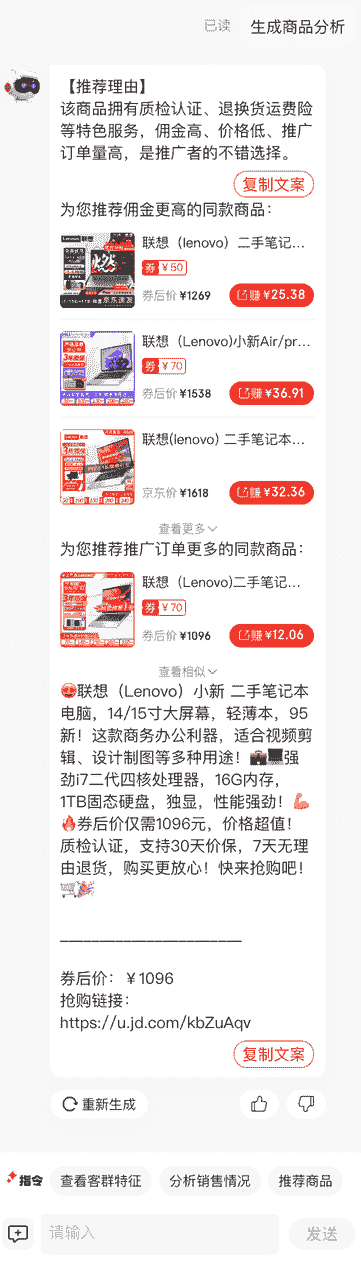 已读
生成商品分析
【推荐理由】
该商品拥有质检认证、退换货运费险
等特色服务，佣金高、价格低、推广
订单量高，是推广者的不错选择。
复制文案
为您推荐佣金更高的同款商品：
联想（lenovo）二手笔记...
券 ¥50
券后价 ¥1269
赚 ¥25.38
联想（Lenovo)小新Air/pr...
券 ¥70
券后价 ¥1538
赚 ¥36.91
联想(lenovo) 二手笔记本...
京东价 ¥1618
赚 ¥32.36
查看更多
为您推荐推广订单更多的同款商品：
联想（Lenovo)二手笔记...
券 ¥70
券后价 ¥1096
赚 ¥12.06
查看相似
🤩联想（Lenovo）小新 二手笔记本
电脑，14/15寸大屏幕，轻薄本，95
新！这款商务办公利器，适合视频剪
辑、设计制图等多种用途！💼💻强
劲i7二代四核处理器，16G内存，
1TB固态硬盘，独显，性能强劲！💪
🔥券后价仅需1096元，价格超值！
质检认证，支持30天价保，7天无理
由退货，购买更放心！快来抢购吧！
🛒🎉
———————————————
券后价：￥1096
抢购链接：
https://u.jd.com/kbZuAqv
复制文案
重新生成
指令
查看客群特征
分析销售情况
推荐商品
请输入
发送